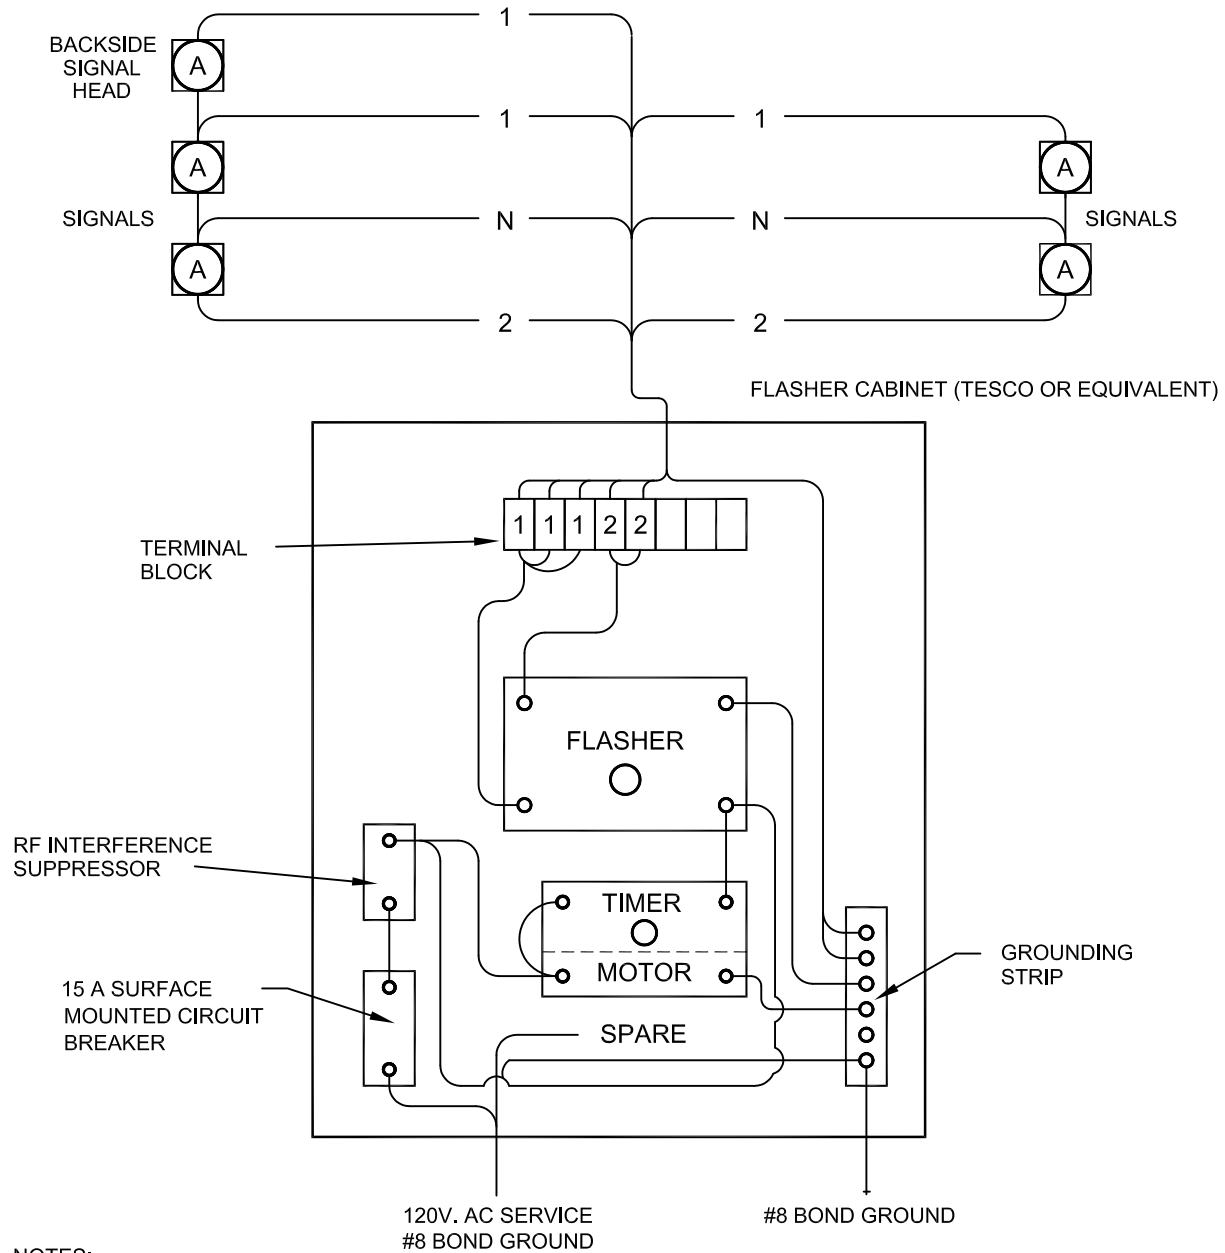 1
BACKSIDE
SIGNAL
HEAD
A
1
1
A
A
SIGNALS
N
N
SIGNALS
A
A
2
2
FLASHER CABINET (TESCO OR EQUIVALENT)
1 1 1 2 2
TERMINAL
BLOCK
FLASHER
RF INTERFERENCE
SUPPRESSOR
TIMER
MOTOR
GROUNDING
STRIP
15 A SURFACE
MOUNTED CIRCUIT
BREAKER
SPARE
120V. AC SERVICE
#8 BOND GROUND
#8 BOND GROUND
NOTES: